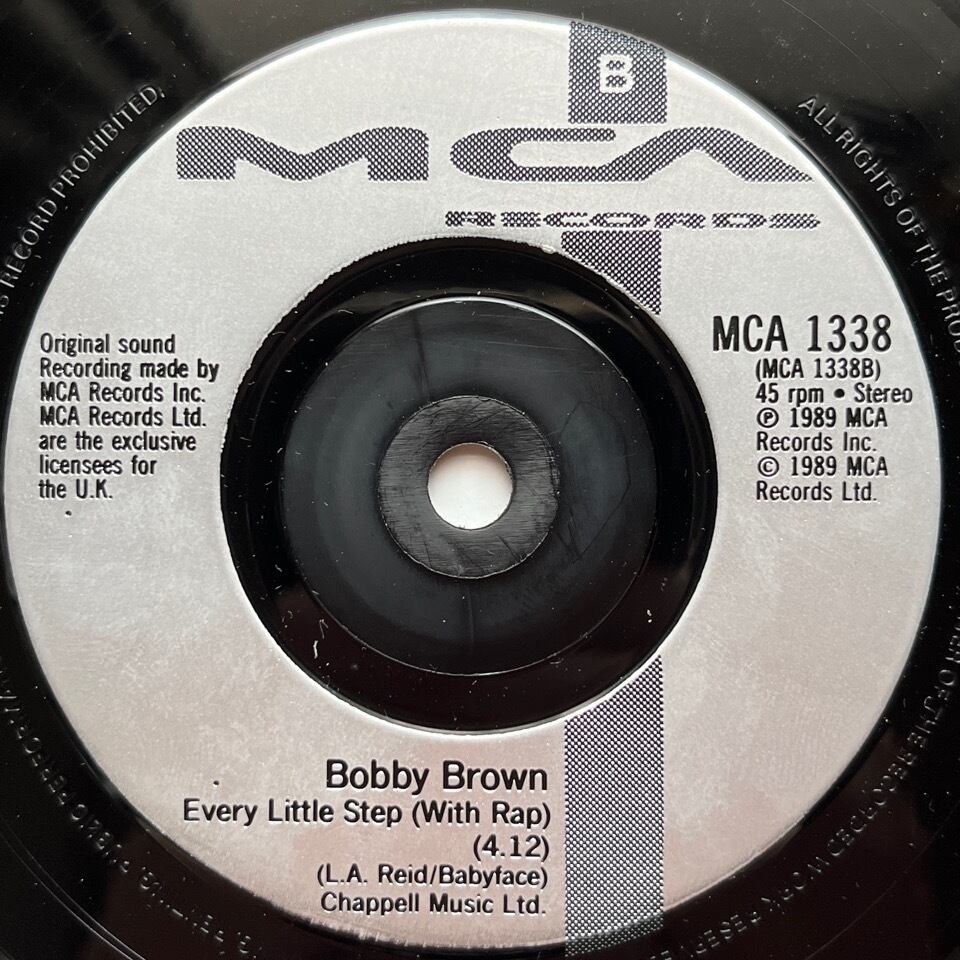 B
MCA
RECORDS
Original sound
Recording made by
MCA Records Inc.
MCA Records Ltd.
are the exclusive
licensees for
the U.K.
MCA 1338
(MCA 1338B)
45 rpm • Stereo
℗ 1989 MCA
Records Inc.
© 1989 MCA
Records Ltd.
Bobby Brown
Every Little Step (With Rap)
(4.12)
(L.A. Reid/Babyface)
Chappell Music Ltd.
RECORD PROHIBITED.
ALL RIGHTS OF THE